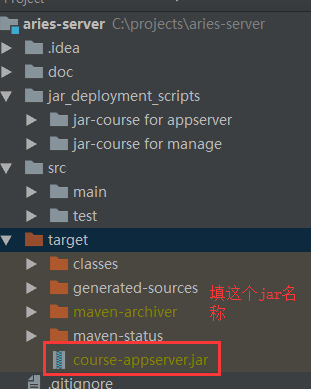 Project
aries-server C:\projects\aries-server
.idea
doc
jar_deployment_scripts
jar-course for appserver
jar-course for manage
src
main
test
target
classes
generated-sources
填这个jar名
称
maven-archiver
maven-status
course-appserver.jar
.gitignore